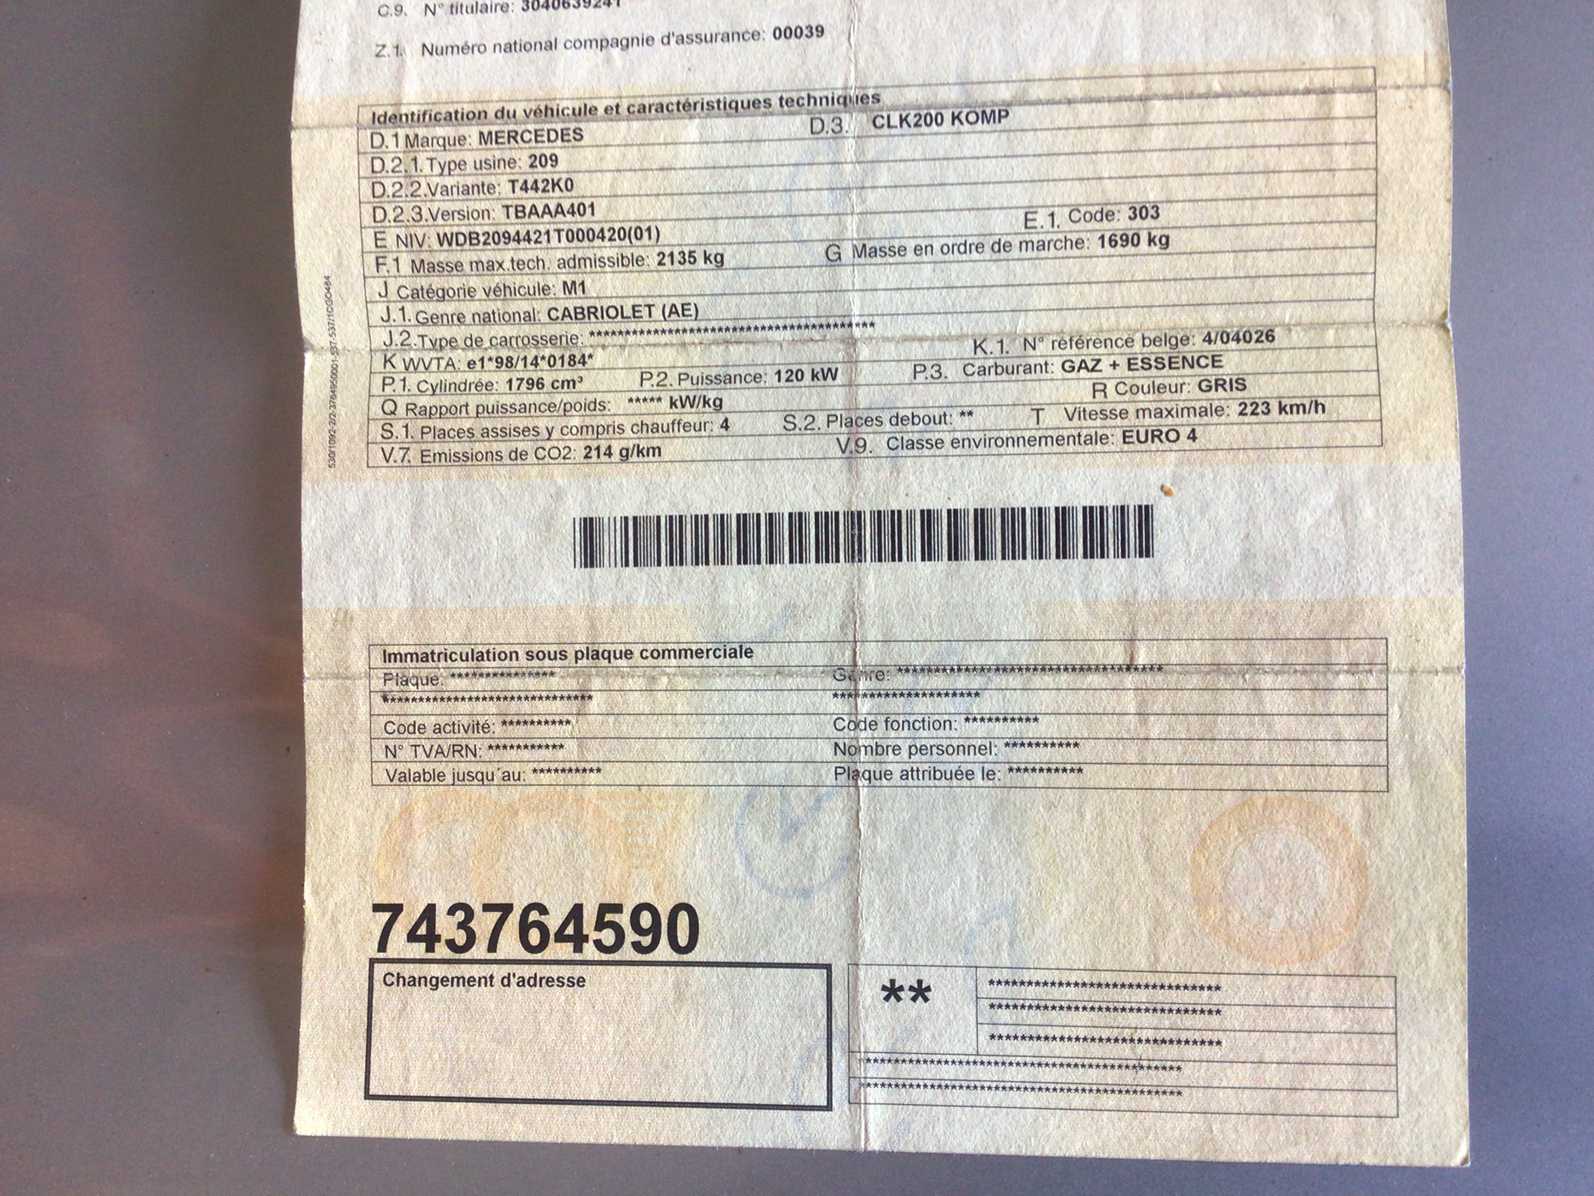 C.9. N° titulaire: 3040639241
Z.1. Numéro national compagnie d'assurance: 00039
Identification du véhicule et caractéristiques techniques
D.1 Marque: MERCEDES D.3. CLK200 KOMP
D.2.1. Type usine: 209
D.2.2. Variante: T442K0
D.2.3. Version: TBAAA401
E NIV: WDB2094421T000420(01) E.1. Code: 303
F.1 Masse max.tech. admissible: 2135 kg G Masse en ordre de marche: 1690 kg
J Catégorie véhicule: M1
J.1. Genre national: CABRIOLET (AE)
J.2. Type de carrosserie: ****************************************
K WVTA: e1*98/14*0184* K.1. N° référence belge: 4/04026
P.1. Cylindrée: 1796 cm³ P.2. Puissance: 120 kW P.3. Carburant: GAZ + ESSENCE
Q Rapport puissance/poids: ***** kW/kg R Couleur: GRIS
S.1. Places assises y compris chauffeur: 4 S.2. Places debout: ** T Vitesse maximale: 223 km/h
V.7. Emissions de CO2: 214 g/km V.9. Classe environnementale: EURO 4
Immatriculation sous plaque commerciale
Plaque: *************** Genre: **************************************
****************************** *********************
Code activité: ********** Code fonction: **********
N° TVA/RN: *********** Nombre personnel: **********
Valable jusqu'au: ********** Plaque attribuée le: **********
743764590
Changement d'adresse
**
******************************
******************************
******************************
*****************************************
*****************************************